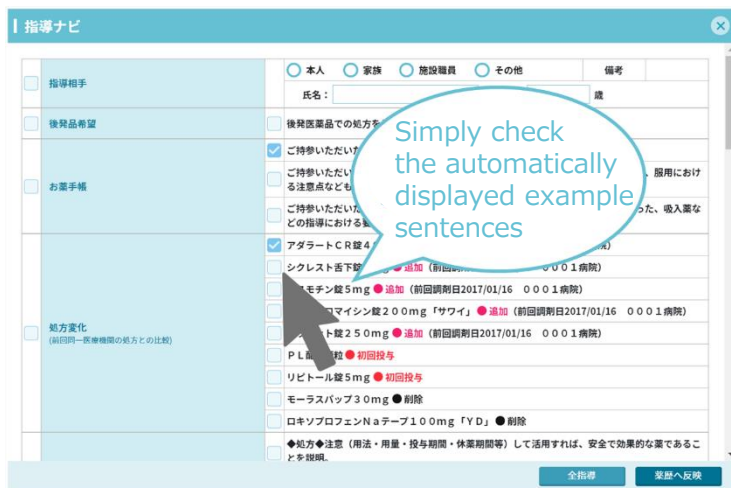 指導ナビ
指導相手
本人 家族 施設職員 その他 備考
氏名: 歳
後発品希望
後発医薬品での処方を
お薬手帳
ご持参いただいた
ご持参いただい 、服用におけ
る注意点なども
ご持参いただいた った、吸入薬な
どの指導における
Simply check
the automatically
displayed example
sentences
処方変化
(前回同一医療機関の処方との比較)
アダラートCR錠4
シクレスト舌下錠 mg ●追加 (前回調剤 0001病院)
モチン錠5mg ●追加 (前回調剤日2017/01/16 0001病院)
マイシン錠200mg「サワイ」 ●追加 (前回調剤日2017/01/16 0001病院)
ト錠250mg ●追加 (前回調剤日2017/01/16 0001病院)
PL 粒 ●初回投与
リピトール錠5mg ●初回投与
モーラスパップ30mg ●削除
ロキソプロフェンNaテープ100mg「YD」 ●削除
◆処方◆注意(用法・用量・投与期間・休薬期間等)して活用すれば、安全で効果的な薬であるこ
とを説明。
全指導 薬歴へ反映